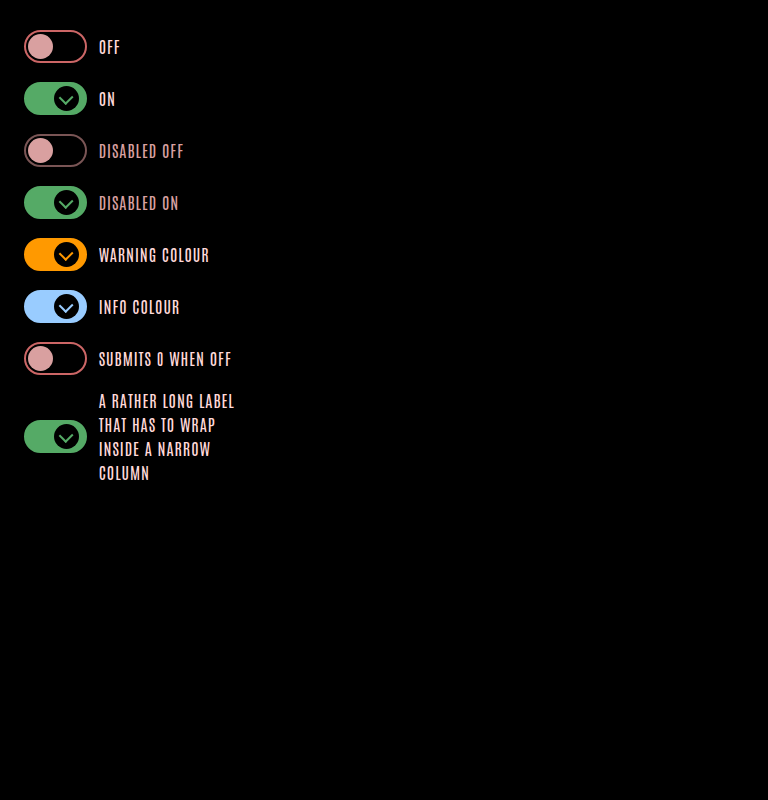 OFF
ON
DISABLED OFF
DISABLED ON
WARNING COLOUR
INFO COLOUR
SUBMITS 0 WHEN OFF
A RATHER LONG LABEL
THAT HAS TO WRAP
INSIDE A NARROW
COLUMN